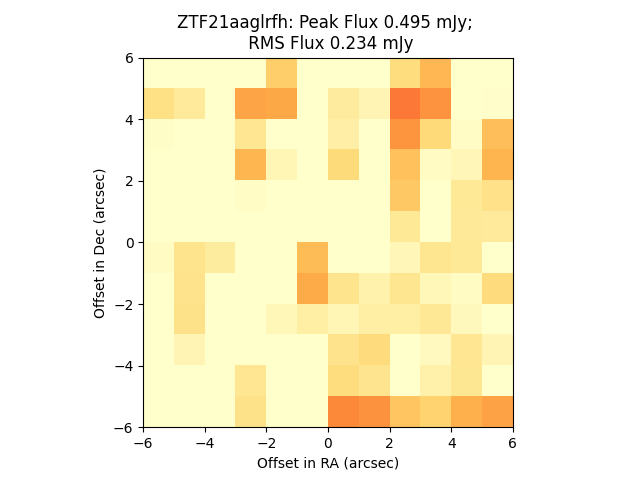 ZTF21aaglrfh: Peak Flux 0.495 mJy;
RMS Flux 0.234 mJy
6
4
2
0
−2
−4
−6
Offset in Dec (arcsec)
−6 −4 −2 0 2 4 6
Offset in RA (arcsec)